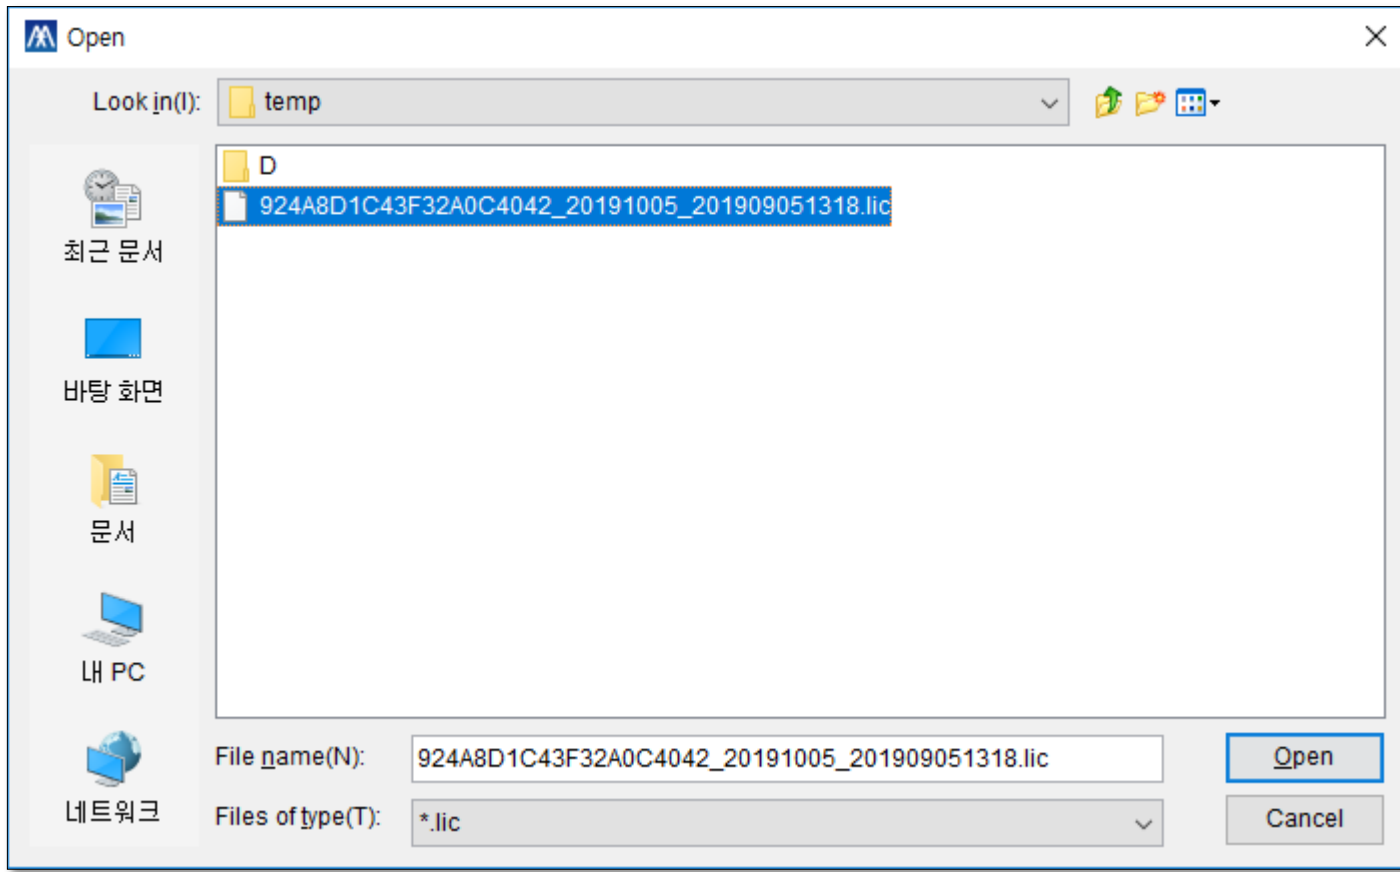 Open
Look in(I): temp
D
924A8D1C43F32A0C4042_20191005_201909051318.lic
최근 문서
바탕 화면
문서
내 PC
네트워크
File name(N): 924A8D1C43F32A0C4042_20191005_201909051318.lic
Open
Files of type(T): *.lic
Cancel